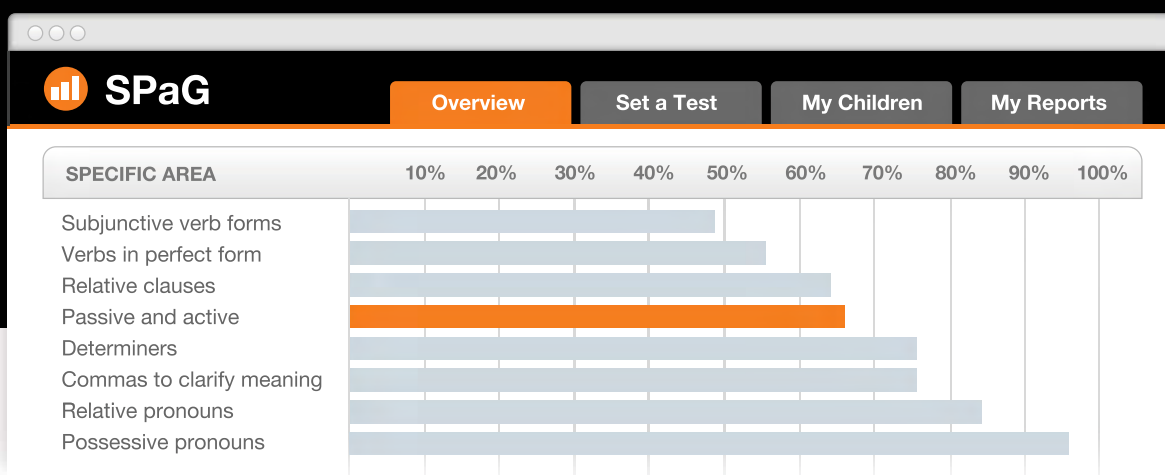 SPaG
Overview Set a Test My Children My Reports
SPECIFIC AREA 10% 20% 30% 40% 50% 60% 70% 80% 90% 100%
Subjunctive verb forms
Verbs in perfect form
Relative clauses
Passive and active
Determiners
Commas to clarify meaning
Relative pronouns
Possessive pronouns